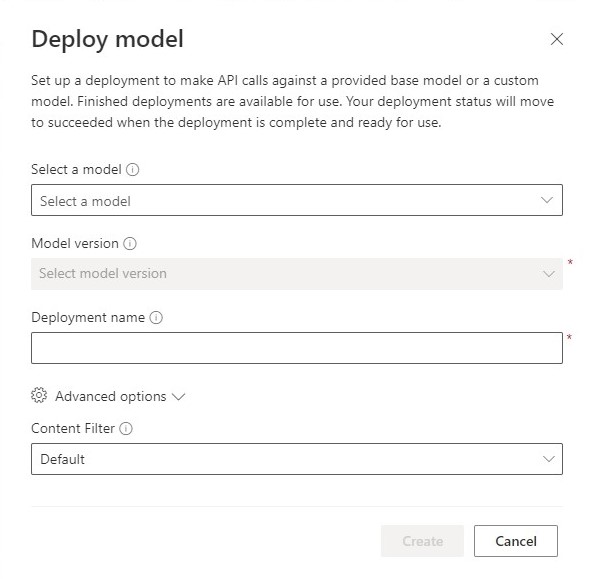 Deploy model
Set up a deployment to make API calls against a provided base model or a custom
model. Finished deployments are available for use. Your deployment status will move
to succeeded when the deployment is complete and ready for use.
Select a model
Select a model
Model version
Select model version
*
Deployment name
*
Advanced options
Content Filter
Default
Create
Cancel